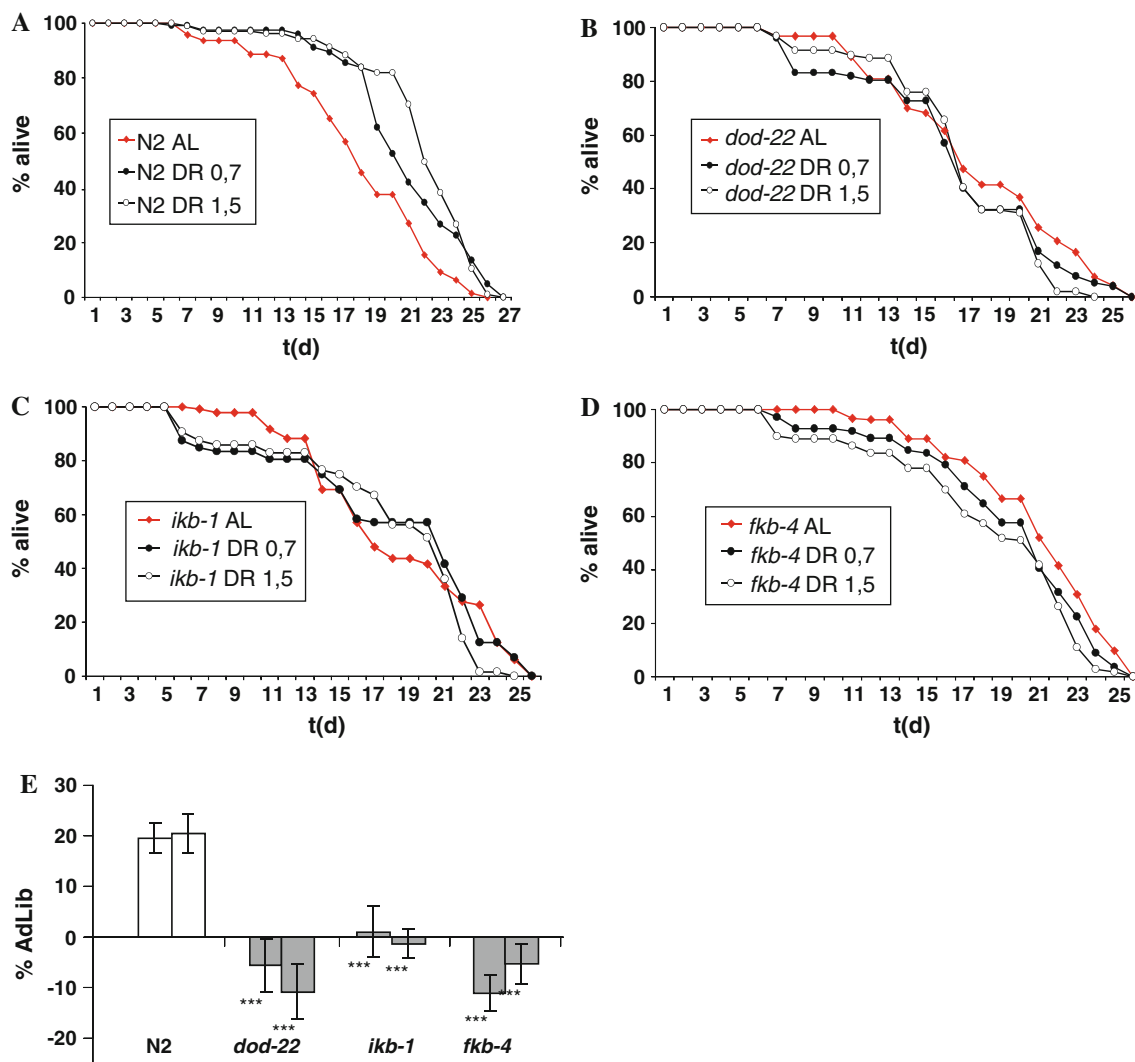 A
% alive
100
80
60
40
20
0
N2 AL
N2 DR 0,7
N2 DR 1,5
1 3 5 7 9 11 13 15 17 19 21 23 25 27
t(d)
B
% alive
100
80
60
40
20
0
dod-22 AL
dod-22 DR 0,7
dod-22 DR 1,5
1 3 5 7 9 11 13 15 17 19 21 23 25
t(d)
C
% alive
100
80
60
40
20
0
ikb-1 AL
ikb-1 DR 0,7
ikb-1 DR 1,5
1 3 5 7 9 11 13 15 17 19 21 23 25
t(d)
D
% alive
100
80
60
40
20
0
fkb-4 AL
fkb-4 DR 0,7
fkb-4 DR 1,5
1 3 5 7 9 11 13 15 17 19 21 23 25
t(d)
E
% AdLib
30
20
10
0
-10
-20
*** ***
*** ***
*** ***
N2 dod-22 ikb-1 fkb-4